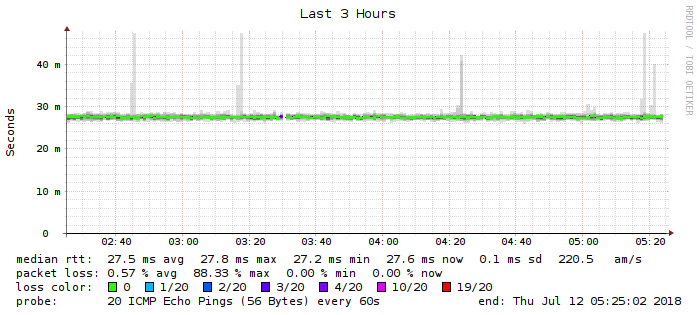 Last 3 Hours
RRDTOOL / TOBI OETIKER
Seconds
40 m
30 m
20 m
10 m
0
02:40 03:00 03:20 03:40 04:00 04:20 04:40 05:00 05:20
median rtt: 27.5 ms avg 27.8 ms max 27.2 ms min 27.6 ms now 0.1 ms sd 220.5 am/s
packet loss: 0.57 % avg 88.33 % max 0.00 % min 0.00 % now
loss color: 0 1/20 2/20 3/20 4/20 10/20 19/20
probe: 20 ICMP Echo Pings (56 Bytes) every 60s end: Thu Jul 12 05:25:02 2018